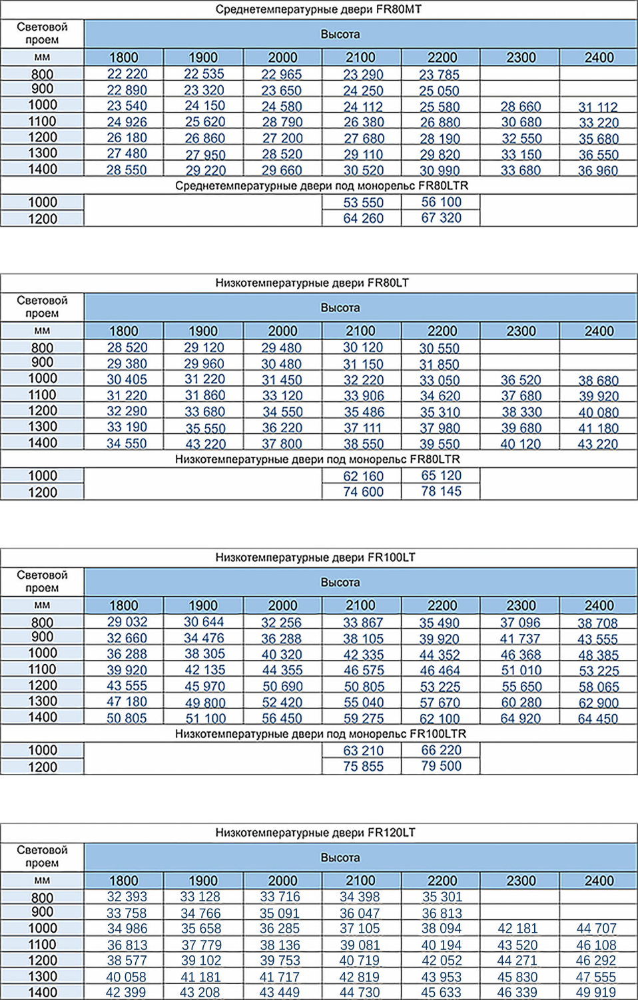 Среднетемпературные двери FR80MT
Световой проем Высота
мм 1800 1900 2000 2100 2200 2300 2400
800 22 220 22 535 22 965 23 290 23 785
900 22 890 23 320 23 650 24 250 25 050
1000 23 540 24 150 24 580 24 112 25 580 28 660 31 112
1100 24 926 25 620 28 790 26 380 26 880 30 680 33 220
1200 26 180 26 860 27 200 27 680 28 190 32 550 35 680
1300 27 480 27 950 28 520 29 110 29 820 33 150 36 550
1400 28 550 29 220 29 660 30 520 30 990 33 680 36 960
Среднетемпературные двери под монорельс FR80LTR
1000 53 550 56 100
1200 64 260 67 320
Низкотемпературные двери FR80LT
Световой проем Высота
мм 1800 1900 2000 2100 2200 2300 2400
800 28 520 29 120 29 480 30 120 30 550
900 29 380 29 960 30 480 31 150 31 850
1000 30 405 31 220 31 450 32 220 33 050 36 520 38 680
1100 31 220 31 860 33 120 33 906 34 620 37 680 39 920
1200 32 290 33 680 34 550 35 486 35 310 38 330 40 080
1300 33 190 35 550 36 220 37 111 37 980 39 680 41 180
1400 34 550 43 220 37 800 38 550 39 550 40 120 43 220
Низкотемпературные двери под монорельс FR80LTR
1000 62 160 65 120
1200 74 600 78 145
Низкотемпературные двери FR100LT
Световой проем Высота
мм 1800 1900 2000 2100 2200 2300 2400
800 29 032 30 644 32 256 33 867 35 490 37 096 38 708
900 32 660 34 476 36 288 38 105 39 920 41 737 43 555
1000 36 288 38 305 40 320 42 335 44 352 46 368 48 385
1100 39 920 42 135 44 355 46 575 46 464 51 010 53 225
1200 43 555 45 970 50 690 50 805 53 225 55 650 58 065
1300 47 180 49 800 52 420 55 040 57 670 60 280 62 900
1400 50 805 51 100 56 450 59 275 62 100 64 920 64 450
Низкотемпературные двери под монорельс FR100LTR
1000 63 210 66 220
1200 75 855 79 500
Низкотемпературные двери FR120LT
Световой проем Высота
мм 1800 1900 2000 2100 2200 2300 2400
800 32 393 33 128 33 716 34 398 35 301
900 33 758 34 766 35 091 36 047 36 813
1000 34 986 35 658 36 285 37 105 38 094 42 181 44 707
1100 36 813 37 779 38 136 39 081 40 194 43 520 46 108
1200 38 577 39 102 39 753 40 719 42 052 44 271 46 292
1300 40 058 41 181 41 717 42 819 43 953 45 830 47 555
1400 42 399 43 208 43 449 44 730 45 633 46 339 49 919